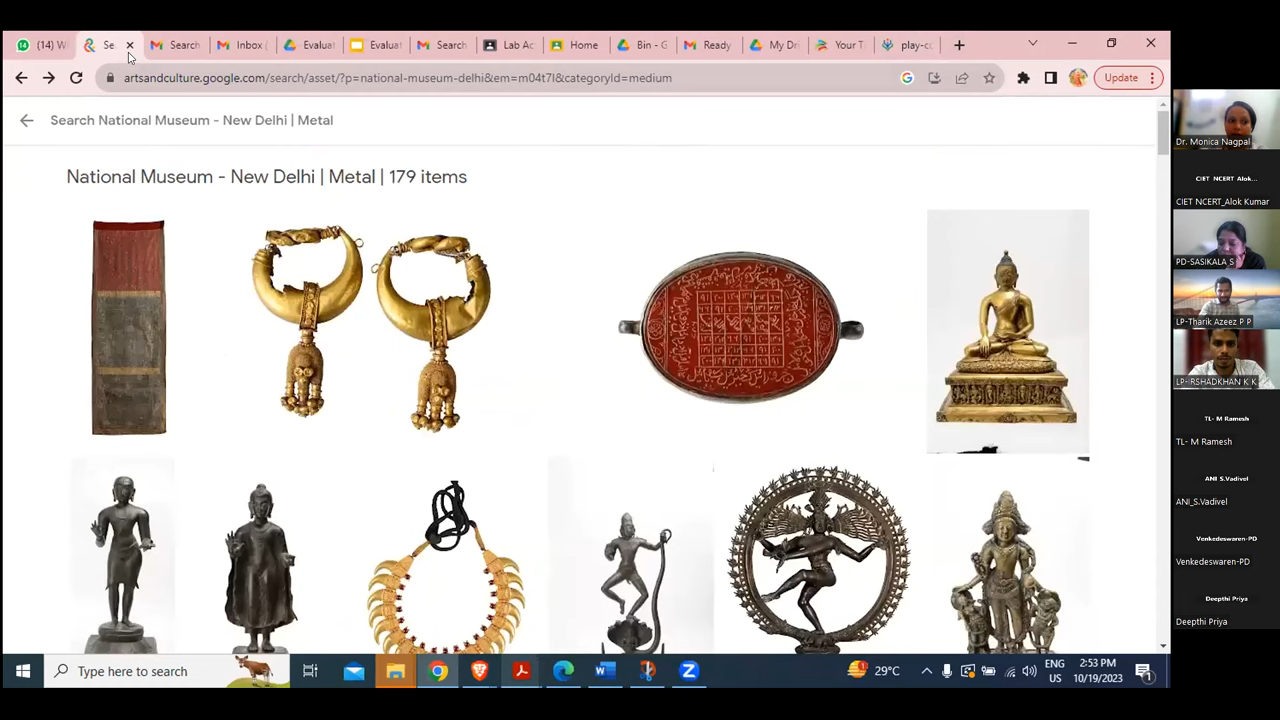 (14) W
Se
Search
Inbox (
Evaluat
Evaluat
Search
Lab Ac
Home
Bin - G
Ready
My Dri
Your Ti
play-co
artsandculture.google.com/search/asset/?p=national-museum-delhi&em=m04t7l&categoryId=medium
Update
Search National Museum - New Delhi | Metal
National Museum - New Delhi | Metal | 179 items
Dr. Monica Nagpal
CIET NCERT Alok...
CIET NCERT_Alok Kumar
PD-SASIKALA S
LP-Tharik Azeez P P
LP- RSHADKHAN K K
TL- M Ramesh
TL- M Ramesh
ANI S.Vadivel
ANI_S.Vadivel
Venkedeswaren-PD
Venkedeswaren-PD
Deepthi Priya
Deepthi Priya
Type here to search
29°C
ENG
US
2:53 PM
10/19/2023